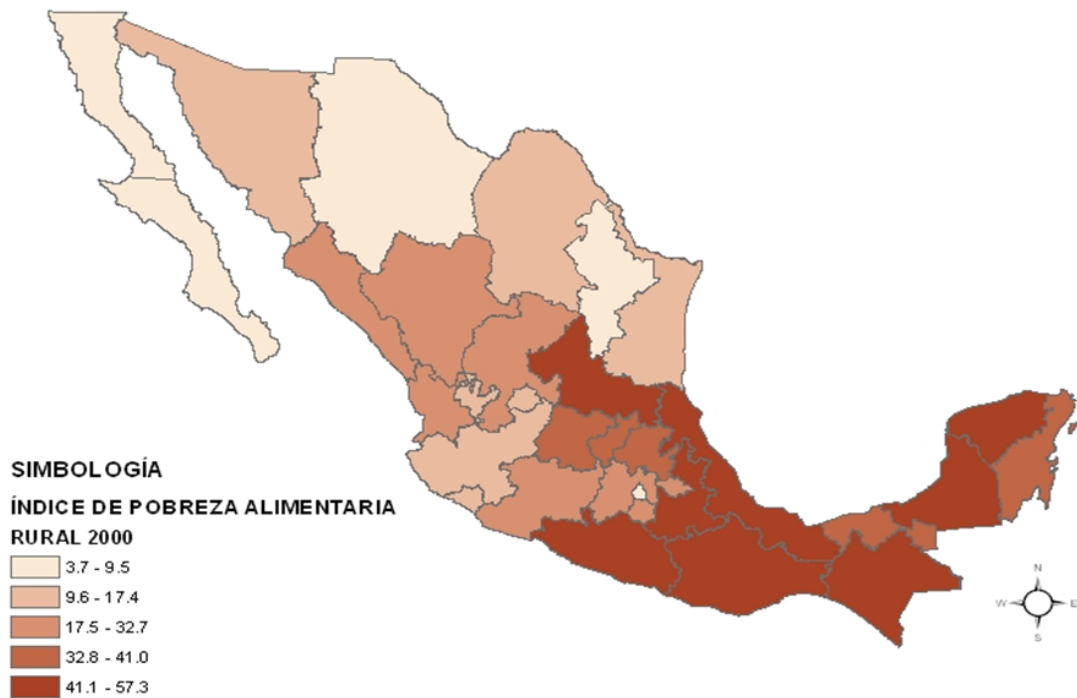 SIMBOLOGÍA
ÍNDICE DE POBREZA ALIMENTARIA
RURAL 2000
3.7 - 9.5
9.6 - 17.4
17.5 - 32.7
32.8 - 41.0
41.1 - 57.3
N
W E
S